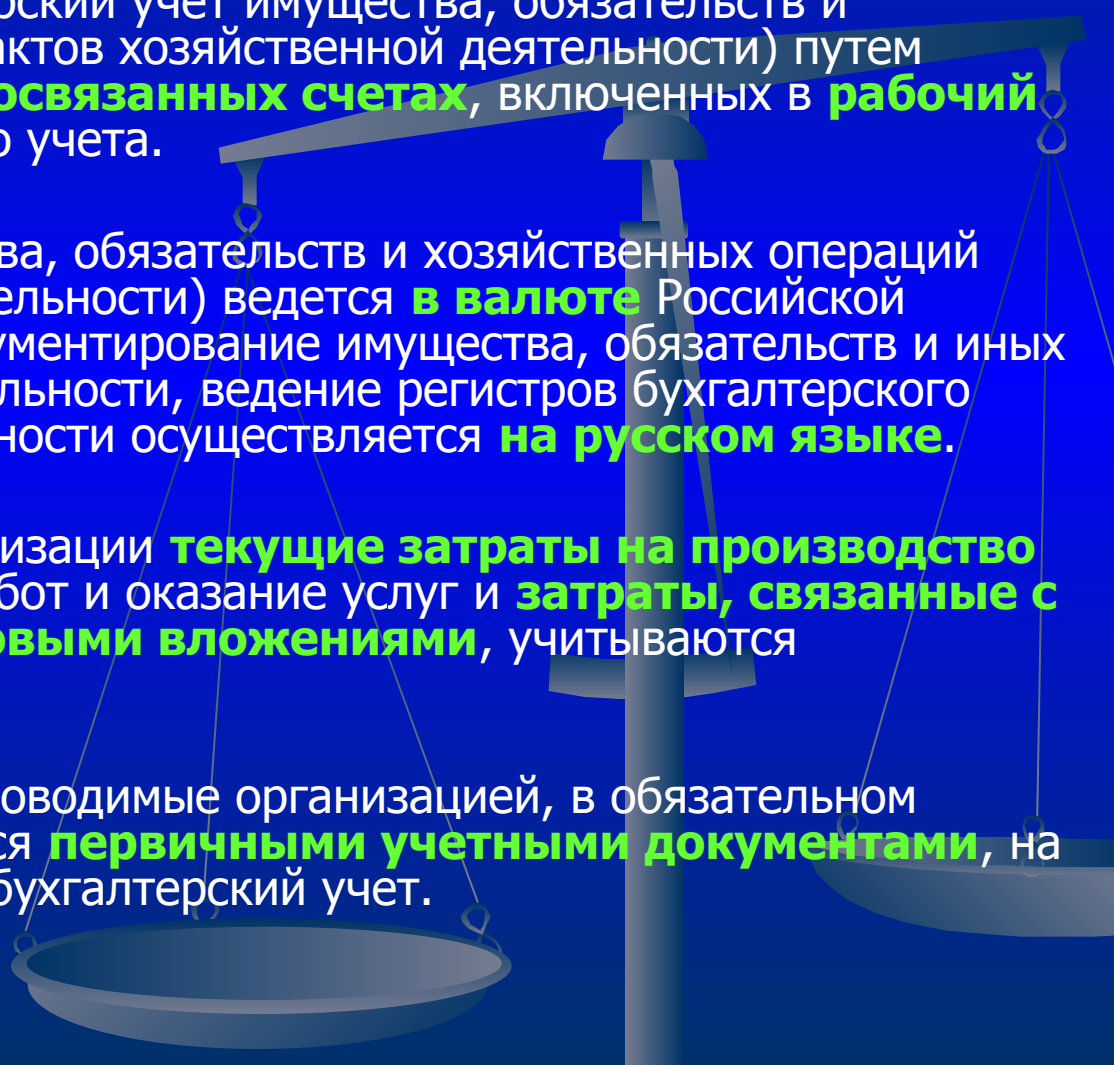 рский учет имущества, обязательств и
актов хозяйственной деятельности) путем
освязанных счетах, включенных в рабочий
о учета.
ва, обязательств и хозяйственных операций
ельности) ведется в валюте Российской
ументирование имущества, обязательств и иных
льности, ведение регистров бухгалтерского
ности осуществляется на русском языке.
изации текущие затраты на производство
бот и оказание услуг и затраты, связанные с
овыми вложениями, учитываются
оводимые организацией, в обязательном
ся первичными учетными документами, на
бухгалтерский учет.